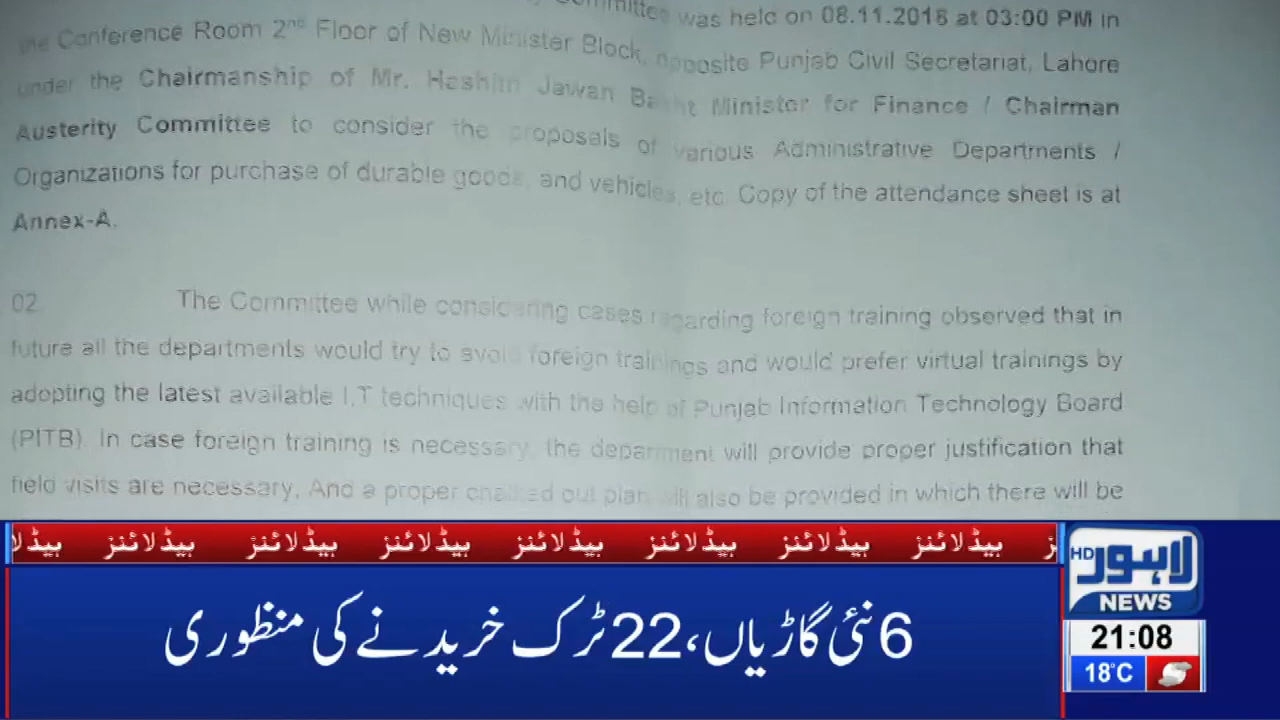 Committee was held on 08.11.2018 at 03:00 PM in
the Conference Room 2nd Floor of New Minister Block, opposite Punjab Civil Secretariat, Lahore
under the Chairmanship of Mr. Hashim Jawan Bakht Minister for Finance / Chairman
Austerity Committee to consider the proposals of various Administrative Departments /
Organizations for purchase of durable goods, and vehicles, etc. Copy of the attendance sheet is at
Annex-A.
02. The Committee while considering cases regarding foreign training observed that in
future all the departments would try to avoid foreign trainings and would prefer virtual trainings by
adopting the latest available I.T techniques with the help of Punjab Information Technology Board
(PITB). In case foreign training is necessary, the department will provide proper justification that
field visits are necessary. And a proper chalked out plan will also be provided in which there will be
ہیڈلائنز ہیڈلائنز ہیڈلائنز ہیڈلائنز ہیڈلائنز ہیڈلائنز ہیڈلائنز
6 نئی گاڑیاں، 22 ٹرک خریدنے کی منظوری
لاہور HD
NEWS
21:08
18°C